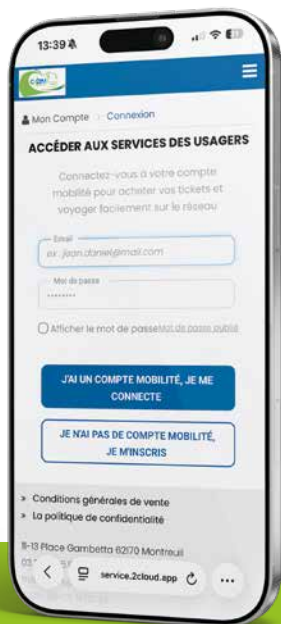 13:39
Mon Compte Connexion
ACCÉDER AUX SERVICES DES USAGERS
Connectez-vous à votre compte
mobilité pour acheter vos tickets et
voyager facilement sur le réseau
Email
ex : jean.daniel@mail.com
Mot de passe
Afficher le mot de passe Mot de passe oublié
J'AI UN COMPTE MOBILITÉ, JE ME
CONNECTE
JE N'AI PAS DE COMPTE MOBILITÉ,
JE M'INSCRIS
» Conditions générales de vente
» La politique de confidentialité
11-13 Place Gambetta 62170 Montreuil
03
service.2cloud.app